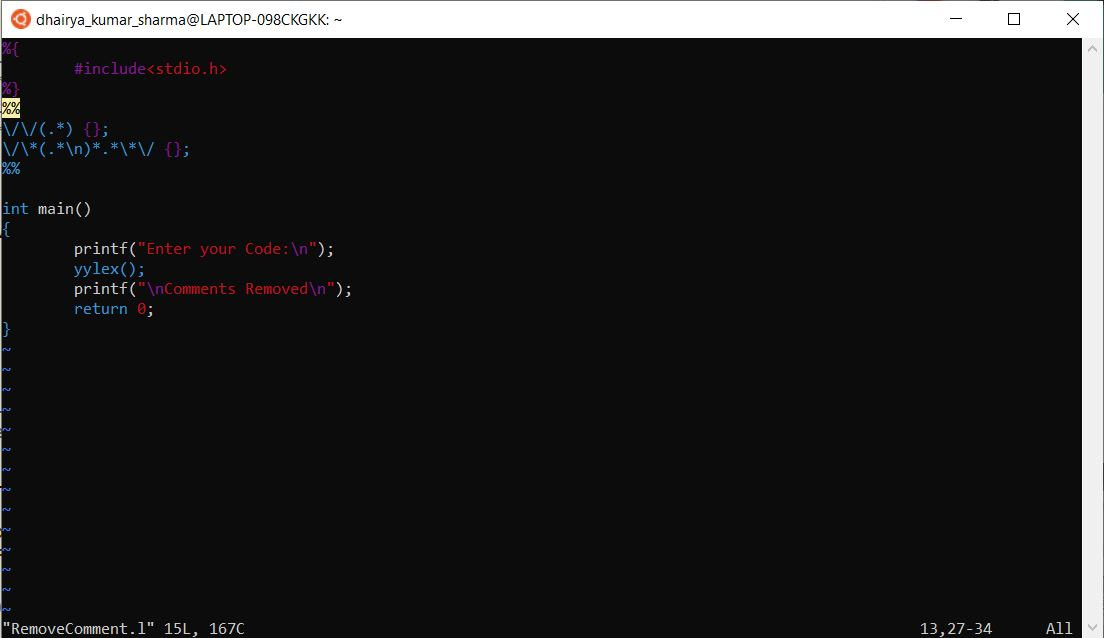 dhairya_kumar_sharma@LAPTOP-098CKGKK: ~
%{
        #include<stdio.h>
%}
%%
\/\/(.*) {};
\/\*(.*\n)*.*\*\/ {};
%%

int main()
{
        printf("Enter your Code:\n");
        yylex();
        printf("\nComments Removed\n");
        return 0;
}
~
~
~
~
~
~
~
~
~
~
~
~
~
~
"RemoveComment.l" 15L, 167C 13,27-34 All